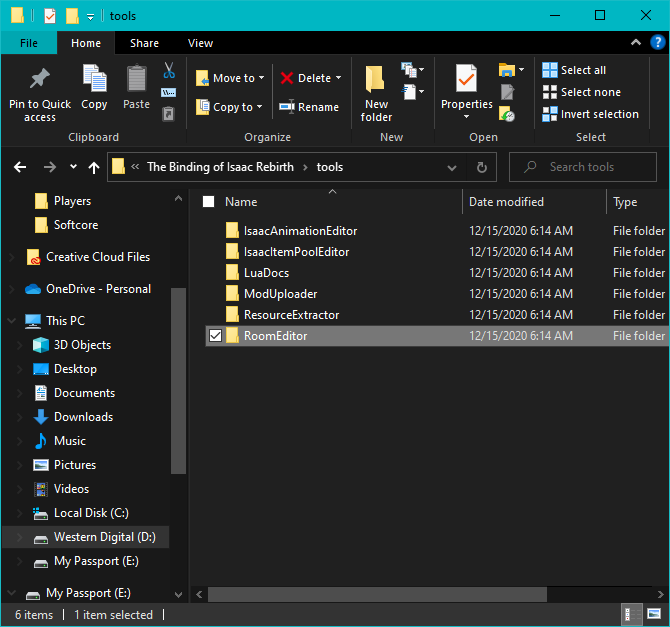 tools
File Home Share View
Pin to Quick access
Copy
Paste
Clipboard
Move to
Copy to
Delete
Rename
Organize
New folder
New
Properties
Open
Select all
Select none
Invert selection
Select
« The Binding of Isaac Rebirth › tools
Search tools
Players
Softcore
Creative Cloud Files
OneDrive - Personal
This PC
3D Objects
Desktop
Documents
Downloads
Music
Pictures
Videos
Local Disk (C:)
Western Digital (D:)
My Passport (E:)
My Passport (E:)
Name Date modified Type
IsaacAnimationEditor 12/15/2020 6:14 AM File folder
IsaacItemPoolEditor 12/15/2020 6:14 AM File folder
LuaDocs 12/15/2020 6:14 AM File folder
ModUploader 12/15/2020 6:14 AM File folder
ResourceExtractor 12/15/2020 6:14 AM File folder
RoomEditor 12/15/2020 6:14 AM File folder
6 items 1 item selected